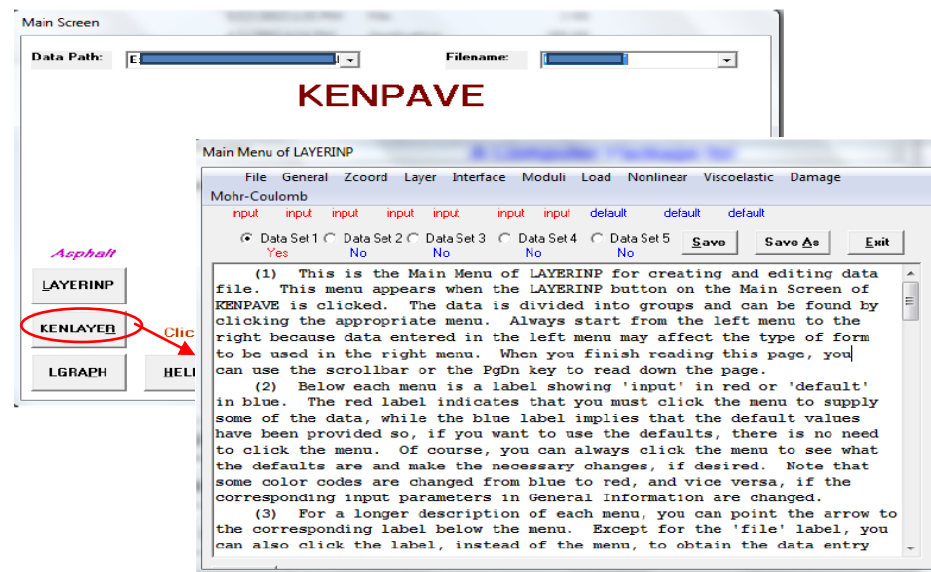 Main Screen
Data Path:
E:
Filename:
KENPAVE
Main Menu of LAYERINP
File General Zcoord Layer Interface Moduli Load Nonlinear Viscoelastic Damage
Mohr-Coulomb
input input input input input input input default default default
Data Set 1 Data Set 2 Data Set 3 Data Set 4 Data Set 5 Save Save As Exit
Yes No No No No
(1) This is the Main Menu of LAYERINP for creating and editing data
file. This menu appears when the LAYERINP button on the Main Screen of
KENPAVE is clicked. The data is divided into groups and can be found by
clicking the appropriate menu. Always start from the left menu to the
right because data entered in the left menu may affect the type of form
to be used in the right menu. When you finish reading this page, you
can use the scrollbar or the PgDn key to read down the page.
(2) Below each menu is a label showing 'input' in red or 'default'
in blue. The red label indicates that you must click the menu to supply
some of the data, while the blue label implies that the default values
have been provided so, if you want to use the defaults, there is no need
to click the menu. Of course, you can always click the menu to see what
the defaults are and make the necessary changes, if desired. Note that
some color codes are changed from blue to red, and vice versa, if the
corresponding input parameters in General Information are changed.
(3) For a longer description of each menu, you can point the arrow to
the corresponding label below the menu. Except for the 'file' label, you
can also click the label, instead of the menu, to obtain the data entry
Asphalt
LAYERINP
KENLAYER
Clic
LGRAPH
HELI